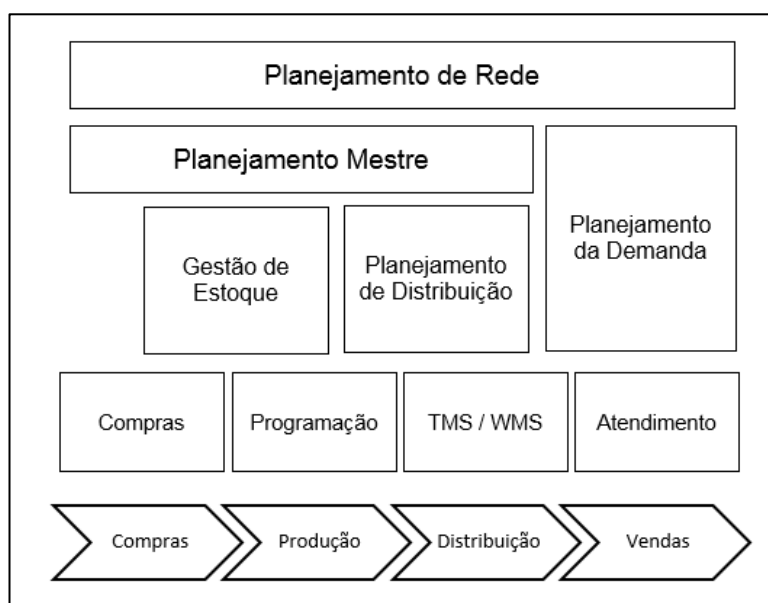 Planejamento de Rede
Planejamento Mestre
Planejamento
da Demanda
Gestão de
Estoque
Planejamento
de Distribuição
Compras
Programação
TMS / WMS
Atendimento
Compras
Produção
Distribuição
Vendas